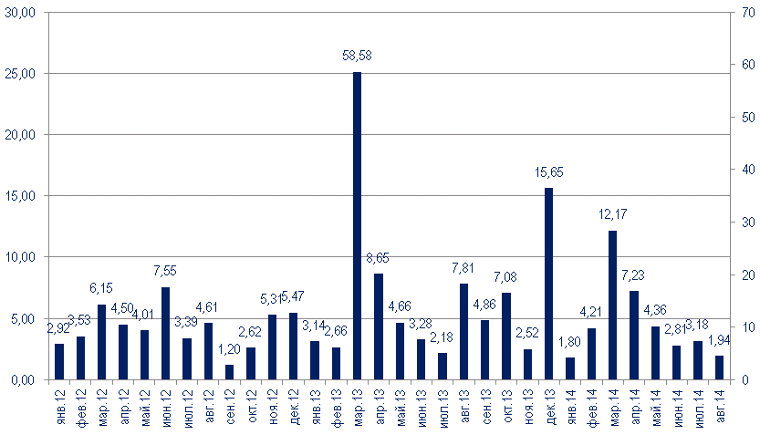 30,00
25,00
20,00
15,00
10,00
5,00
0,00
70
60
50
40
30
20
10
0
2,92
3,53
6,15
4,50
4,01
7,55
3,39
4,61
1,20
2,62
5,31
5,47
3,14
2,66
58,58
8,65
4,66
3,28
2,18
7,81
4,86
7,08
2,52
15,65
1,80
4,21
12,17
7,23
4,36
2,81
3,18
1,94
янв.12
фев.12
мар.12
апр.12
май.12
июн.12
июл.12
авг.12
сен.12
окт.12
ноя.12
дек.12
янв.13
фев.13
мар.13
апр.13
май.13
июн.13
июл.13
авг.13
сен.13
окт.13
ноя.13
дек.13
янв.14
фев.14
мар.14
апр.14
май.14
июн.14
июл.14
авг.14